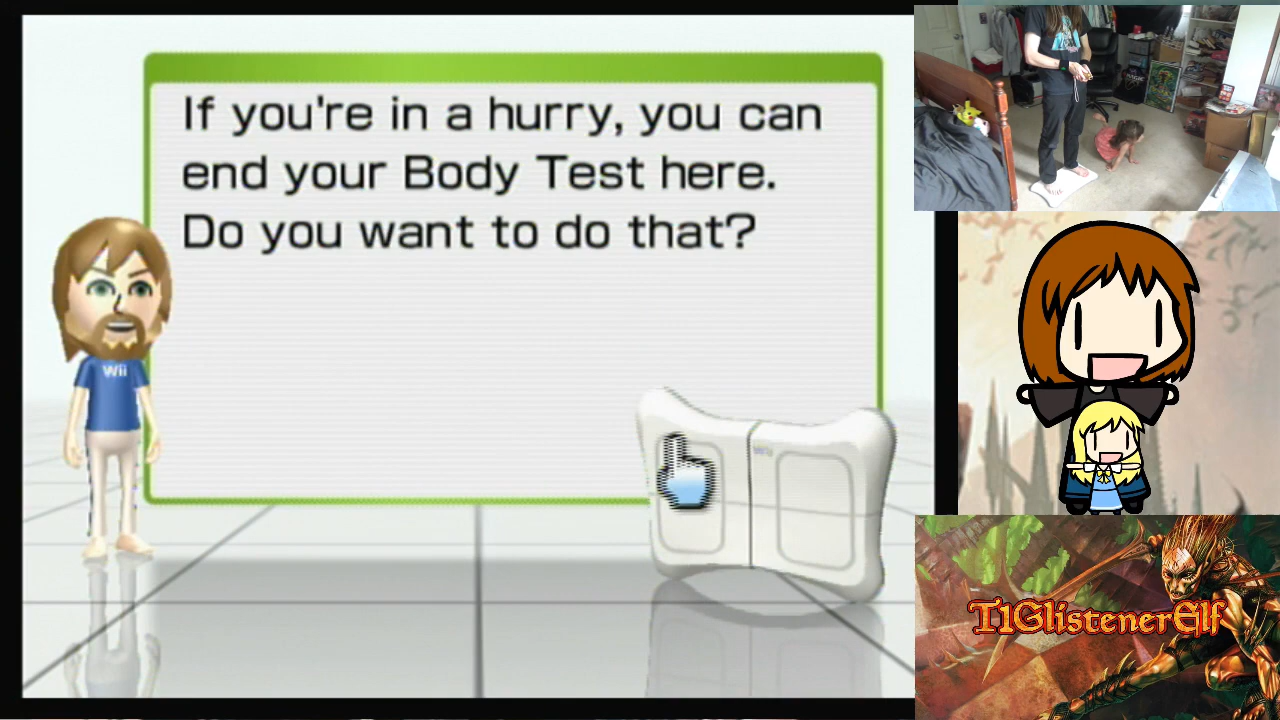 If you're in a hurry, you can
end your Body Test here.
Do you want to do that?
Wii
T1GlistenerElf